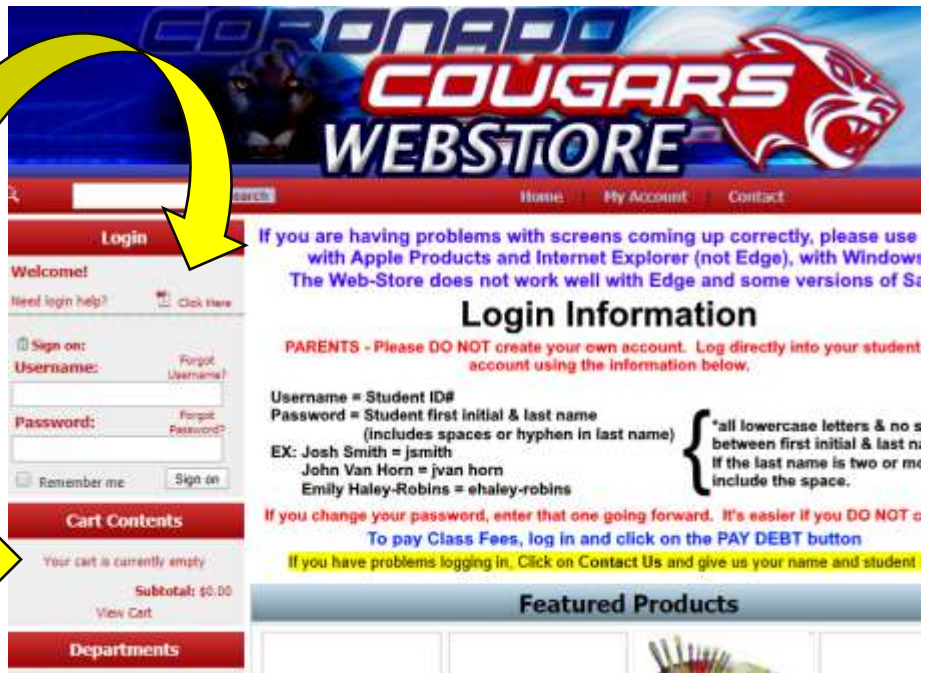 CORONADO
COUGARS
WEBSTORE
Home | My Account | Contact
Login
Welcome!
Need login help? Click Here
Sign on:
Username: Forgot Username?
Password: Forgot Password?
Remember me Sign on
Cart Contents
Your cart is currently empty
Subtotal: $0.00
View Cart
Departments
If you are having problems with screens coming up correctly, please use
with Apple Products and Internet Explorer (not Edge), with Windows
The Web-Store does not work well with Edge and some versions of Sa
Login Information
PARENTS - Please DO NOT create your own account. Log directly into your student
account using the information below.
Username = Student ID#
Password = Student first initial & last name
(includes spaces or hyphen in last name)
EX: Josh Smith = jsmith
John Van Horn = jvan horn
Emily Haley-Robins = ehaley-robins
*all lowercase letters & no s
between first initial & last na
If the last name is two or mo
include the space.
If you change your password, enter that one going forward. It's easier if you DO NOT c
To pay Class Fees, log in and click on the PAY DEBT button
If you have problems logging in, Click on Contact Us and give us your name and student
Featured Products